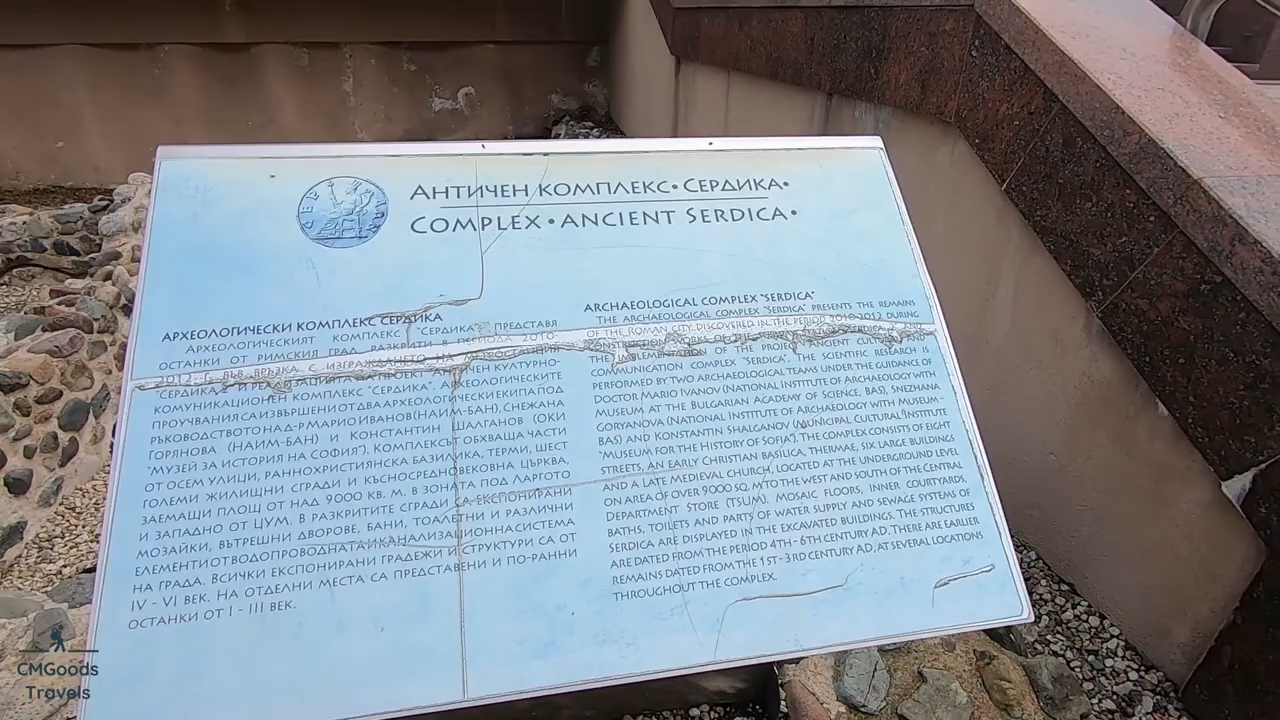 АНТИЧЕН КОМПЛЕКС•СЕРДИКА•
COMPLEX•ANCIENT SERDICA•
АРХЕОЛОГИЧЕСКИ КОМПЛЕКС СЕРДИКА
АРХЕОЛОГИЧЕСКИЯТ КОМПЛЕКС "СЕРДИКА" ПРЕДСТАВЯ
ОСТАНКИ ОТ РИМСКИЯ ГРАД, РАЗКРИТИ В ПЕРИОДА 2010-
2012 Г. ВЪВ ВРЪЗКА С ИЗГРАЖДАНЕТО НА МЕТРОСТАНЦИЯ
"СЕРДИКА" И РЕАЛИЗАЦИЯТА НА ПРОЕКТ АНТИЧЕН КУЛТУРНО-
КОМУНИКАЦИОНЕН КОМПЛЕКС "СЕРДИКА". АРХЕОЛОГИЧЕСКИТЕ
ПРОУЧВАНИЯ СА ИЗВЪРШЕНИ ОТ ДВА АРХЕОЛОГИЧЕСКИ ЕКИПА ПОД
РЪКОВОДСТВОТО НА Д-Р МАРИО ИВАНОВ (НАИМ-БАН), СНЕЖАНА
ГОРЯНОВА (НАИМ-БАН) И КОНСТАНТИН ШАЛГАНОВ (ОКИ
"МУЗЕЙ ЗА ИСТОРИЯ НА СОФИЯ"). КОМПЛЕКСЪТ ОБХВАЩА ЧАСТИ
ОТ ОСЕМ УЛИЦИ, РАННОХРИСТИЯНСКА БАЗИЛИКА, ТЕРМИ, ШЕСТ
ГОЛЕМИ ЖИЛИЩНИ СГРАДИ И КЪСНОСРЕДНОВЕКОВНА ЦЪРКВА,
ЗАЕМАЩИ ПЛОЩ ОТ НАД 9000 КВ. М. В ЗОНАТА ПОД ЛАРГОТО
И ЗАПАДНО ОТ ЦУМ. В РАЗКРИТИТЕ СГРАДИ СА ЕКСПОНИРАНИ
МОЗАЙКИ, ВЪТРЕШНИ ДВОРОВЕ, БАНИ, ТОАЛЕТНИ И РАЗЛИЧНИ
ЕЛЕМЕНТИ ОТ ВОДОПРОВОДНАТА И КАНАЛИЗАЦИОННА СИСТЕМА
НА ГРАДА. ВСИЧКИ ЕКСПОНИРАНИ ГРАДЕЖИ И СТРУКТУРИ СА ОТ
IV - VI ВЕК. НА ОТДЕЛНИ МЕСТА СА ПРЕДСТАВЕНИ И ПО-РАННИ
ОСТАНКИ ОТ I - III ВЕК.
ARCHAEOLOGICAL COMPLEX "SERDICA"
THE ARCHAEOLOGICAL COMPLEX "SERDICA" PRESENTS THE REMAINS
OF THE ROMAN CITY, DISCOVERED IN THE PERIOD 2010-2012 DURING
CONSTRUCTION WORKS OF THE "SERDICA" AND
THE IMPLEMENTATION OF THE PROJECT ANCIENT CULTURE AND
COMMUNICATION COMPLEX "SERDICA". THE SCIENTIFIC RESEARCH IS
PERFORMED BY TWO ARCHAEOLOGICAL TEAMS UNDER THE GUIDANCE OF
DOCTOR MARIO IVANOV (NATIONAL INSTITUTE OF ARCHAEOLOGY WITH
MUSEUM AT THE BULGARIAN ACADEMY OF SCIENCE, BAS), SNEZHANA
GORYANOVA (NATIONAL INSTITUTE OF ARCHAEOLOGY WITH MUSEUM-
BAS) AND KONSTANTIN SHALGANOV (MUNICIPAL CULTURAL INSTITUTE
"MUSEUM FOR THE HISTORY OF SOFIA"). THE COMPLEX CONSISTS OF EIGHT
STREETS, AN EARLY CHRISTIAN BASILICA, THERMAE, SIX LARGE BUILDINGS
AND A LATE MEDIEVAL CHURCH, LOCATED AT THE UNDERGROUND LEVEL
ON AREA OF OVER 9000 SQ. M. TO THE WEST AND SOUTH OF THE CENTRAL
DEPARTMENT STORE (TSUM). MOSAIC FLOORS, INNER COURTYARDS,
BATHS, TOILETS AND PARTS OF WATER SUPPLY AND SEWAGE SYSTEMS OF
SERDICA ARE DISPLAYED IN THE EXCAVATED BUILDINGS. THE STRUCTURES
ARE DATED FROM THE PERIOD 4TH - 6TH CENTURY AD. THERE ARE EARLIER
REMAINS DATED FROM THE 1ST - 3RD CENTURY AD, AT SEVERAL LOCATIONS
THROUGHOUT THE COMPLEX.
CMGoods
Travels